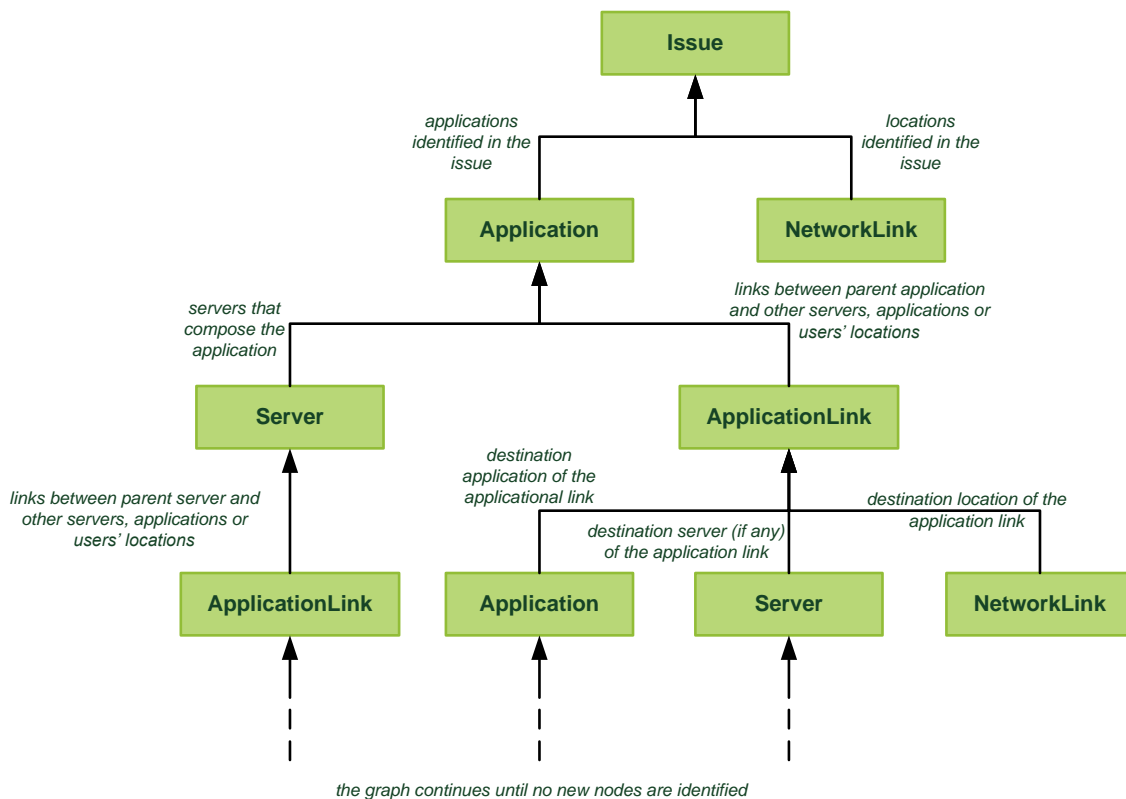 Issue
applications
identified in the
issue
locations
identified in the
issue
Application
NetworkLink
servers that
compose the
application
links between parent application
and other servers, applications or
users’ locations
Server
ApplicationLink
links between parent server and
other servers, applications or
users’ locations
destination
application of the
applicational link
destination server (if any)
of the application link
destination location of the
application link
ApplicationLink
Application
Server
NetworkLink
the graph continues until no new nodes are identified